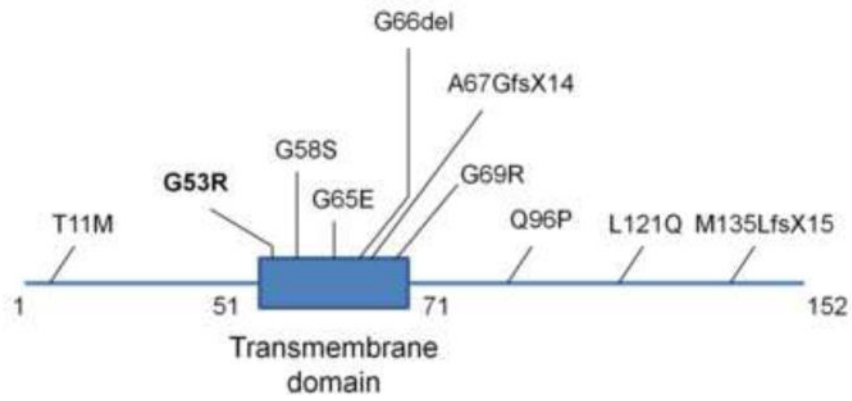 G66del
A67GfsX14
G58S
G53R
G65E
G69R
T11M
Q96P
L121Q
M135LfsX15
1
51
71
152
Transmembrane
domain